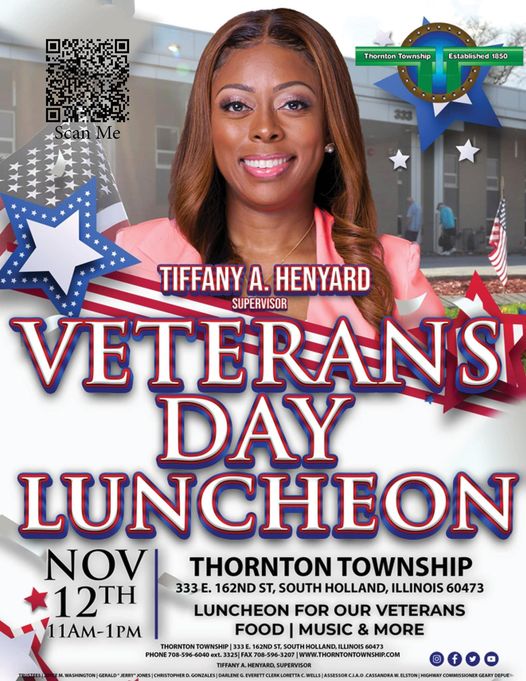 Scan Me
Thornton Township Established 1850
333
TIFFANY A. HENYARD
SUPERVISOR
VETERANS
DAY
LUNCHEON
NOV
12TH
11AM-1PM
THORNTON TOWNSHIP
333 E. 162ND ST, SOUTH HOLLAND, ILLINOIS 60473
LUNCHEON FOR OUR VETERANS
FOOD | MUSIC & MORE
THORNTON TOWNSHIP | 333 E. 162ND ST, SOUTH HOLLAND, ILLINOIS 60473
PHONE 708-596-6040 ext. 3325| FAX 708-596-3207 | WWW.THORNTONTOWNSHIP.COM
TIFFANY A. HENYARD, SUPERVISOR
M. WASHINGTON | GERALD "JERRY" JONES | CHRISTOPHER D. GONZALES | DARLENE G. EVERETT CLERK LORETTA C. WELLS | ASSESSOR C.J.A.O .CASSANDRA W. ELSTON | HIGHWAY COMMISSIONER GEARY